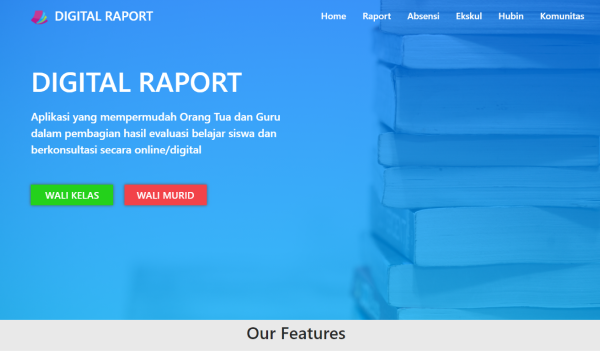 DIGITAL RAPORT
Home Raport Absensi Ekskul Hubin Komunitas
DIGITAL RAPORT
Aplikasi yang mempermudah Orang Tua dan Guru
dalam pembagian hasil evaluasi belajar siswa dan
berkonsultasi secara online/digital
WALI KELAS WALI MURID
Our Features